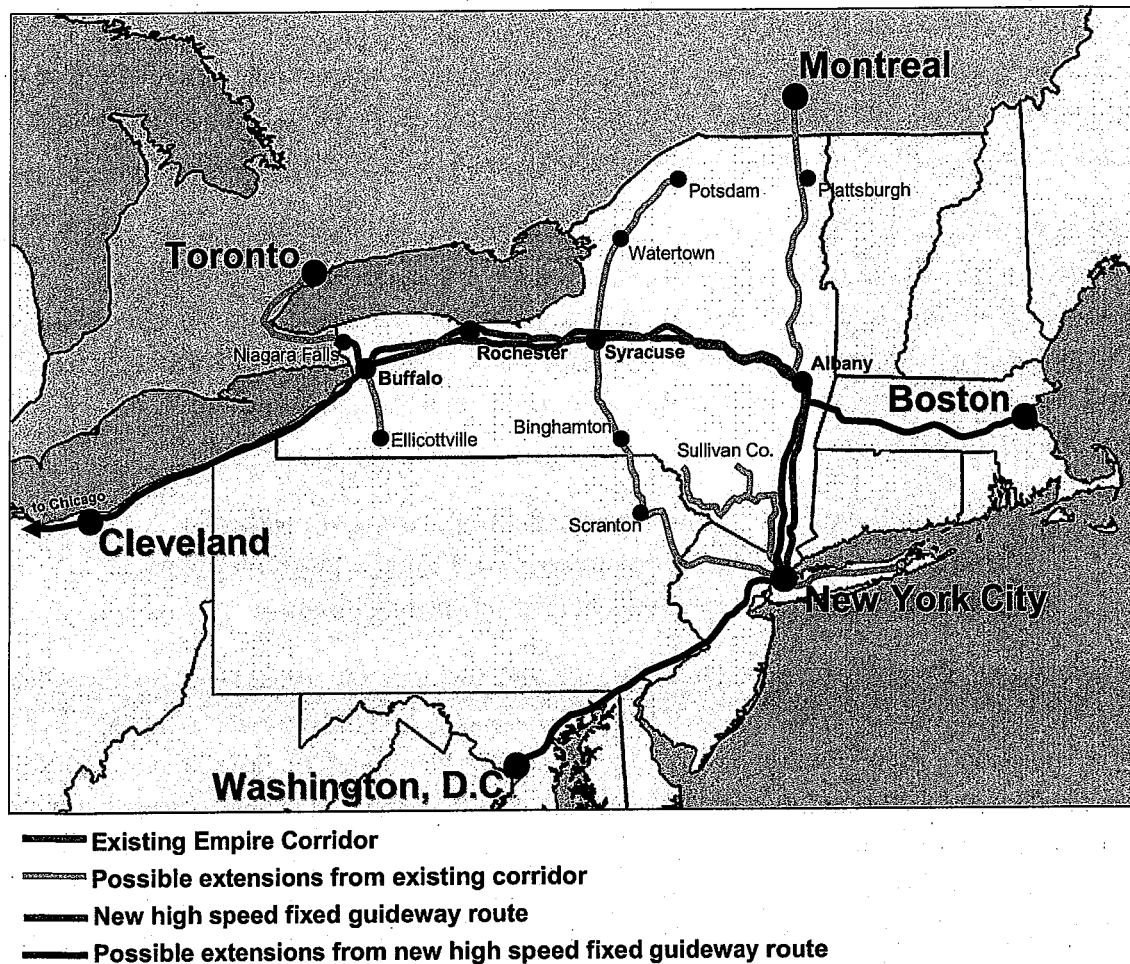 Montreal
Potsdam
Plattsburgh
Watertown
Toronto
Niagara Falls
Rochester
Syracuse
Albany
Buffalo
Boston
Ellicottville
Binghamton
Sullivan Co.
to Chicago
Scranton
Cleveland
New York City
Washington, D.C
Existing Empire Corridor
Possible extensions from existing corridor
New high speed fixed guideway route
Possible extensions from new high speed fixed guideway route